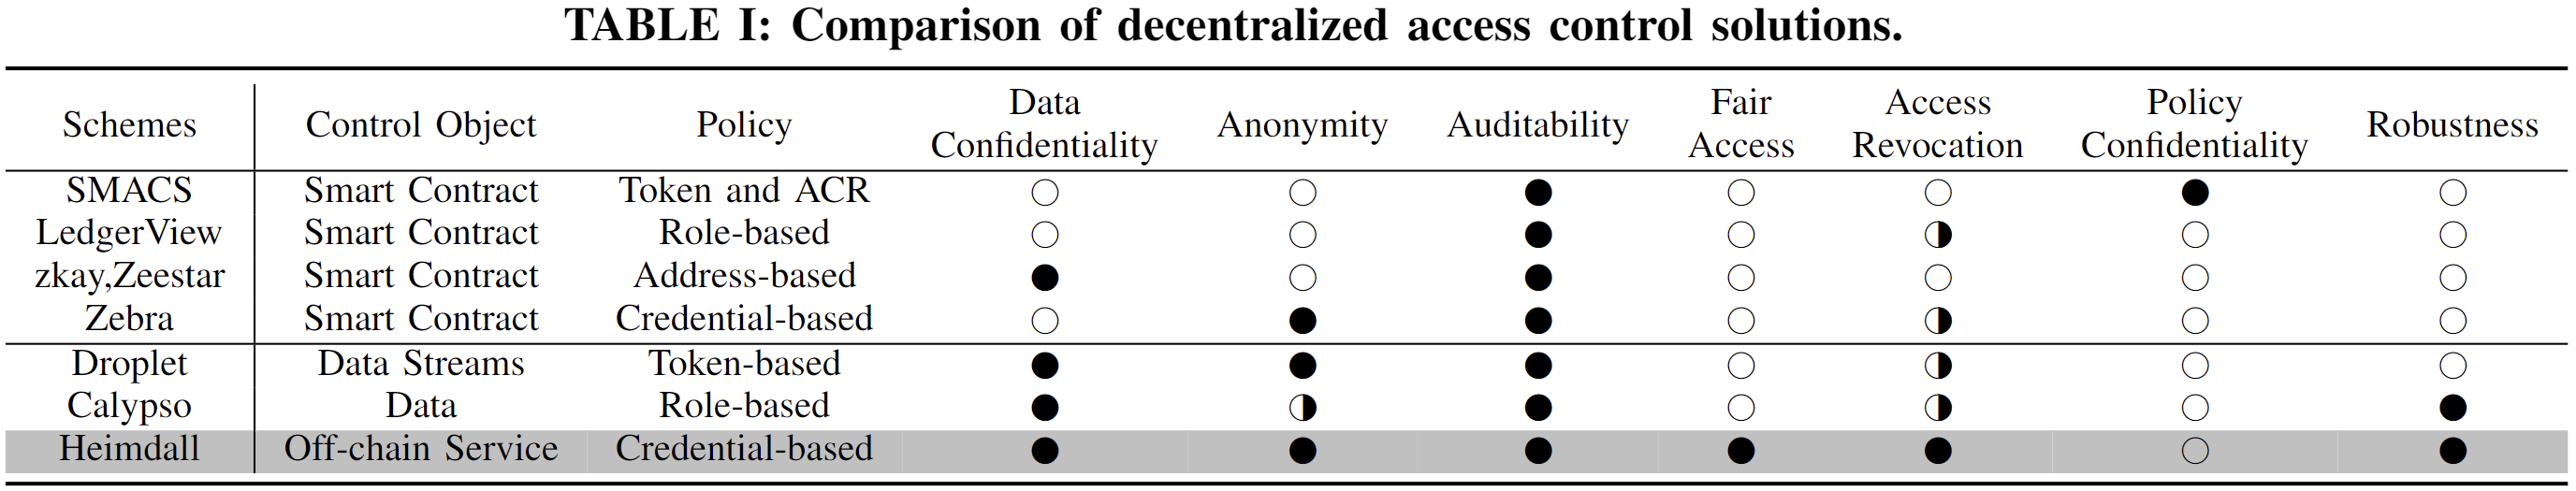 TABLE I: Comparison of decentralized access control solutions.
Schemes Control Object Policy Data Confidentiality Anonymity Auditability Fair Access Access Revocation Policy Confidentiality Robustness
SMACS Smart Contract Token and ACR ○ ○ ● ○ ○ ● ○
LedgerView Smart Contract Role-based ○ ○ ● ○ ◑ ○ ○
zkay,Zeestar Smart Contract Address-based ● ○ ● ○ ○ ○ ○
Zebra Smart Contract Credential-based ○ ● ● ○ ◑ ○ ○
Droplet Data Streams Token-based ● ● ● ○ ◑ ○ ○
Calypso Data Role-based ● ◑ ● ○ ◑ ○ ●
Heimdall Off-chain Service Credential-based ● ● ● ● ● ○ ●